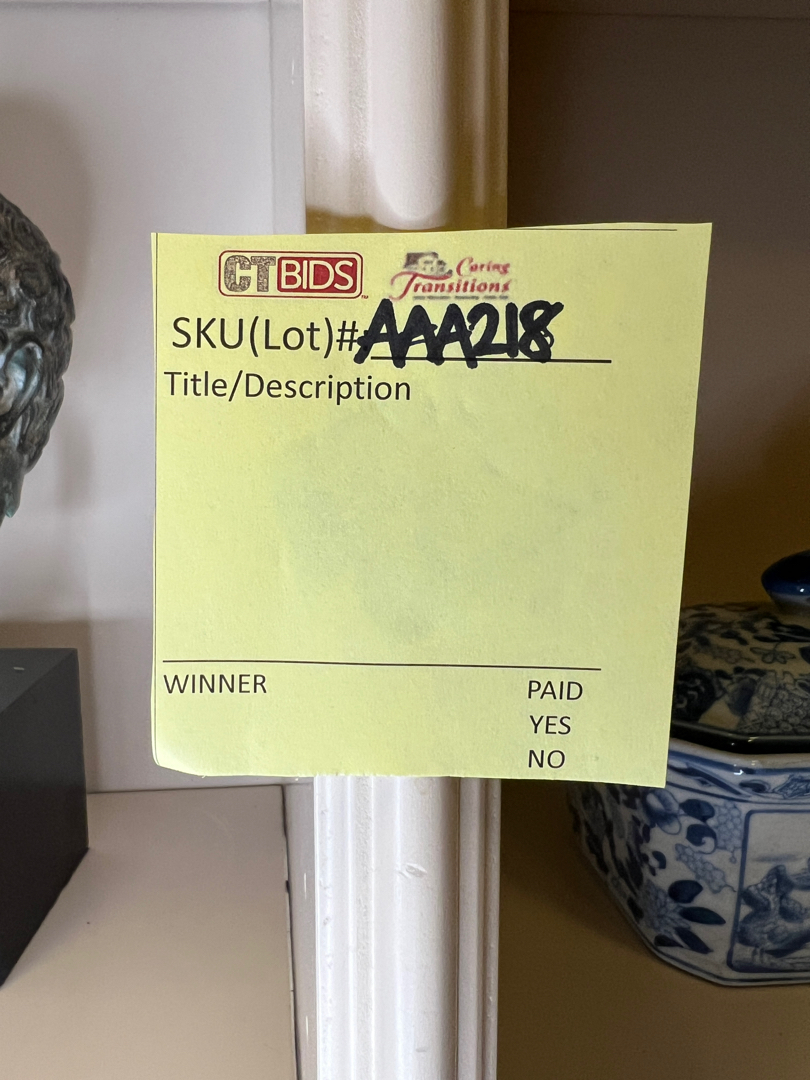 CTBIDS
Caring
Transitions
SKU(Lot)# AAA218
Title/Description
WINNER
PAID
YES
NO